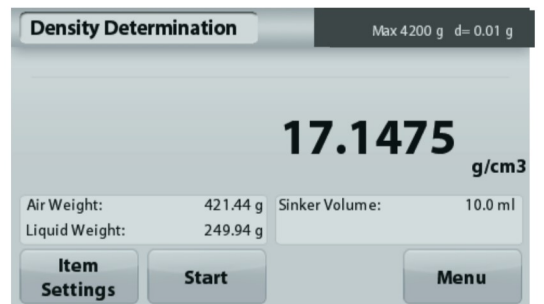 Density Determination
Max 4200 g d= 0.01 g
17.1475 g/cm3
Air Weight: 421.44 g Sinker Volume: 10.0 ml
Liquid Weight: 249.94 g
Item Settings
Start
Menu